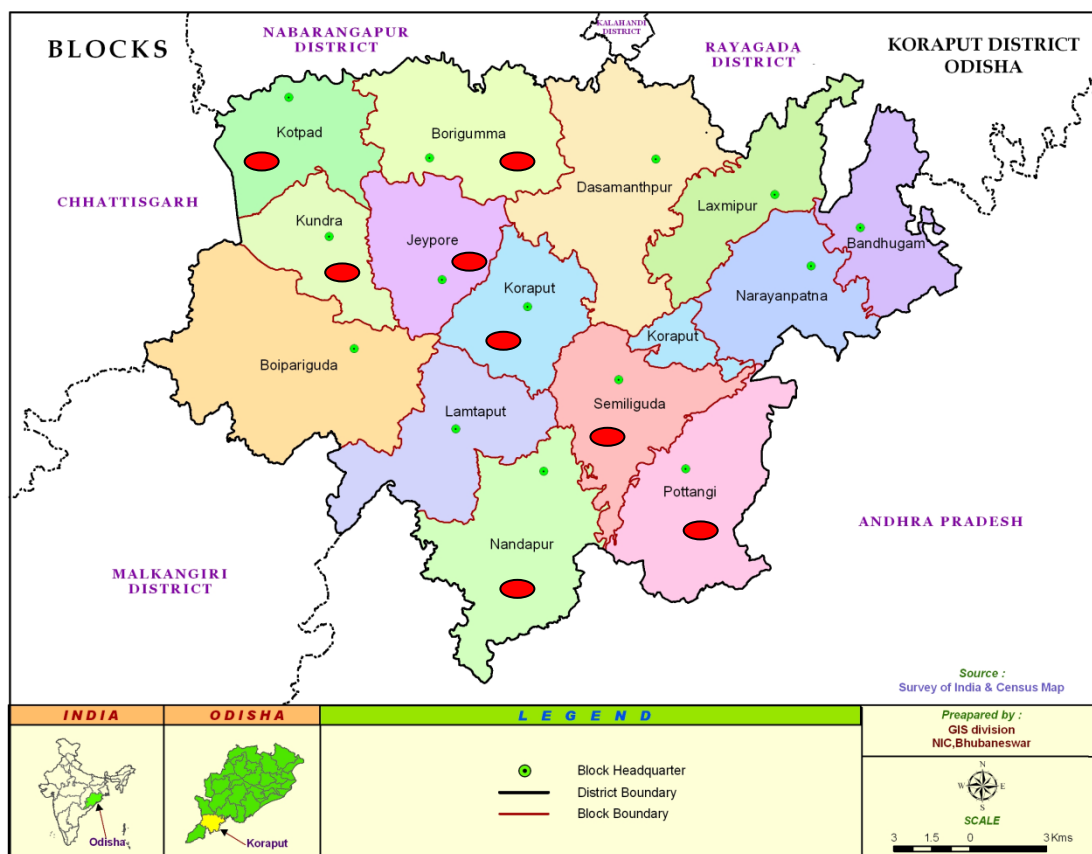 BLOCKS
NABARANGAPUR
DISTRICT
KALAHANDI
DISTRICT
RAYAGADA
DISTRICT
KORAPUT DISTRICT
ODISHA
Kotpad
Borigumma
Dasamanthpur
Laxmipur
CHHATTISGARH
Kundra
Jeypore
Bandhugam
Koraput
Narayanpatna
Koraput
Boipariguda
Lamtaput
Semiliguda
Pottangi
ANDHRA PRADESH
Nandapur
MALKANGIRI
DISTRICT
Source :
Survey of India & Census Map
INDIA
ODISHA
LEGEND
Preapared by :
GIS division
NIC,Bhubaneswar
Block Headquarter
District Boundary
Block Boundary
N
W E
S
SCALE
3 1.5 0 3 Kms
Odisha
Koraput